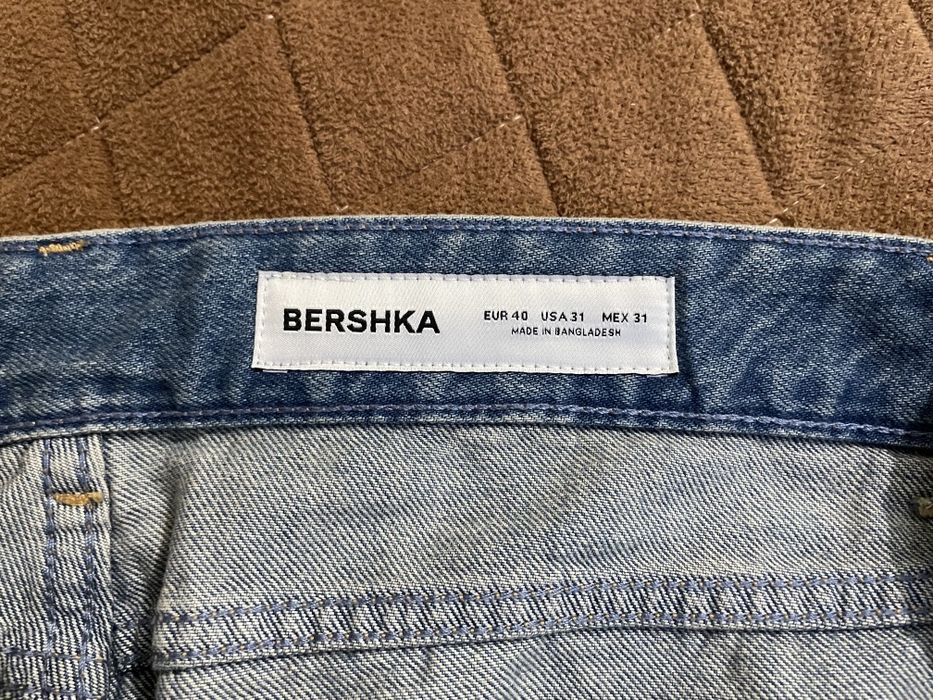 BERSHKA
EUR 40 USA 31 MEX 31
MADE IN BANGLADESH